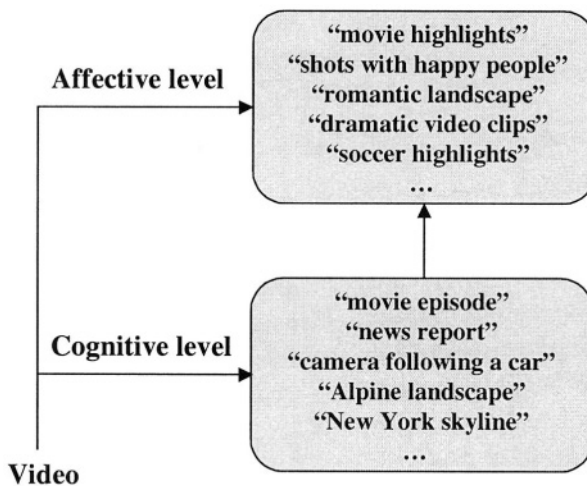 “movie highlights”
“shots with happy people”
“romantic landscape”
“dramatic video clips”
“soccer highlights”
...
Affective level
“movie episode”
“news report”
“camera following a car”
“Alpine landscape”
“New York skyline”
...
Cognitive level
Video